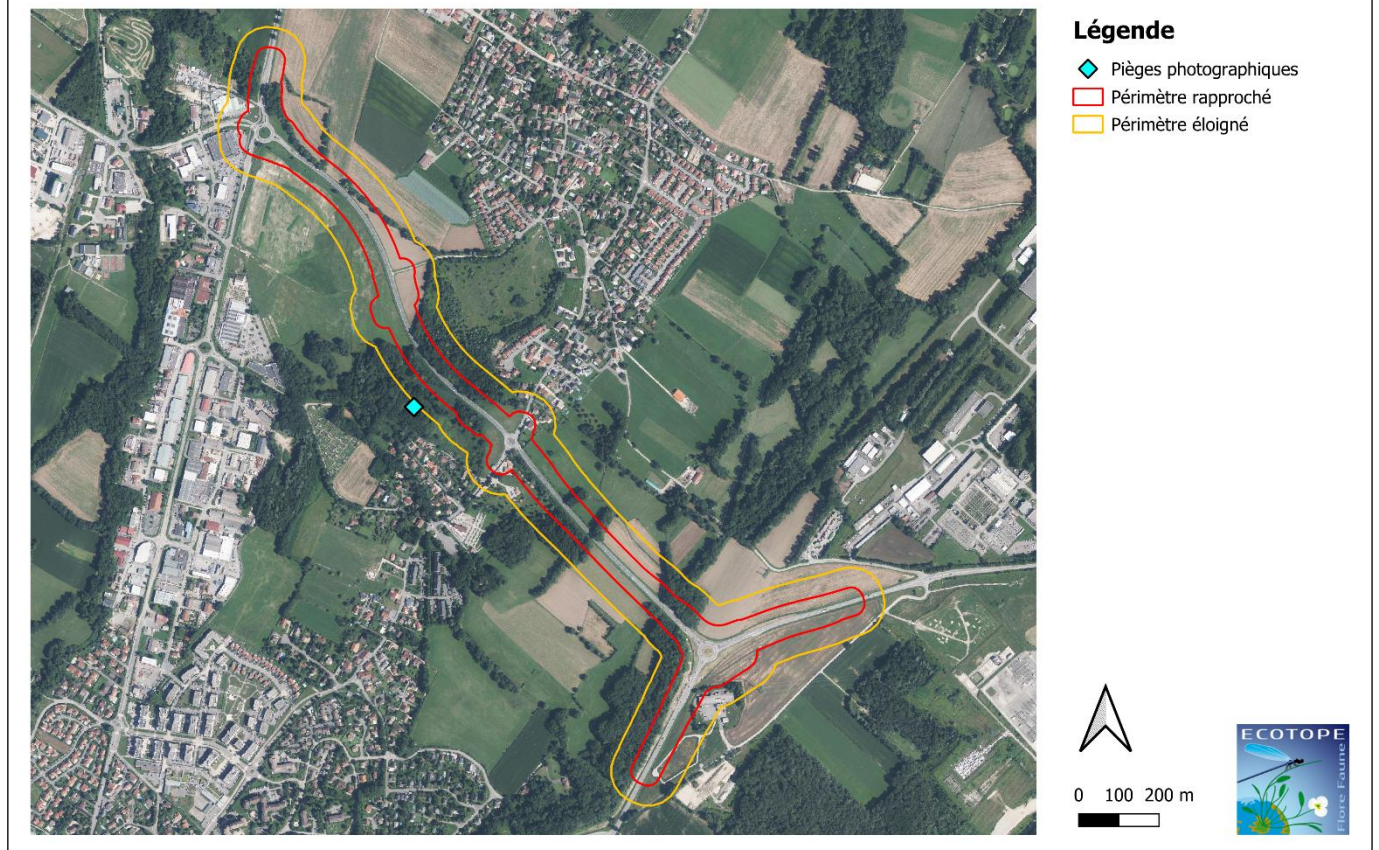 Légende
Pièges photographiques
Périmètre rapproché
Périmètre éloigné
0 100 200 m
ECOTOPE
Flore Faune